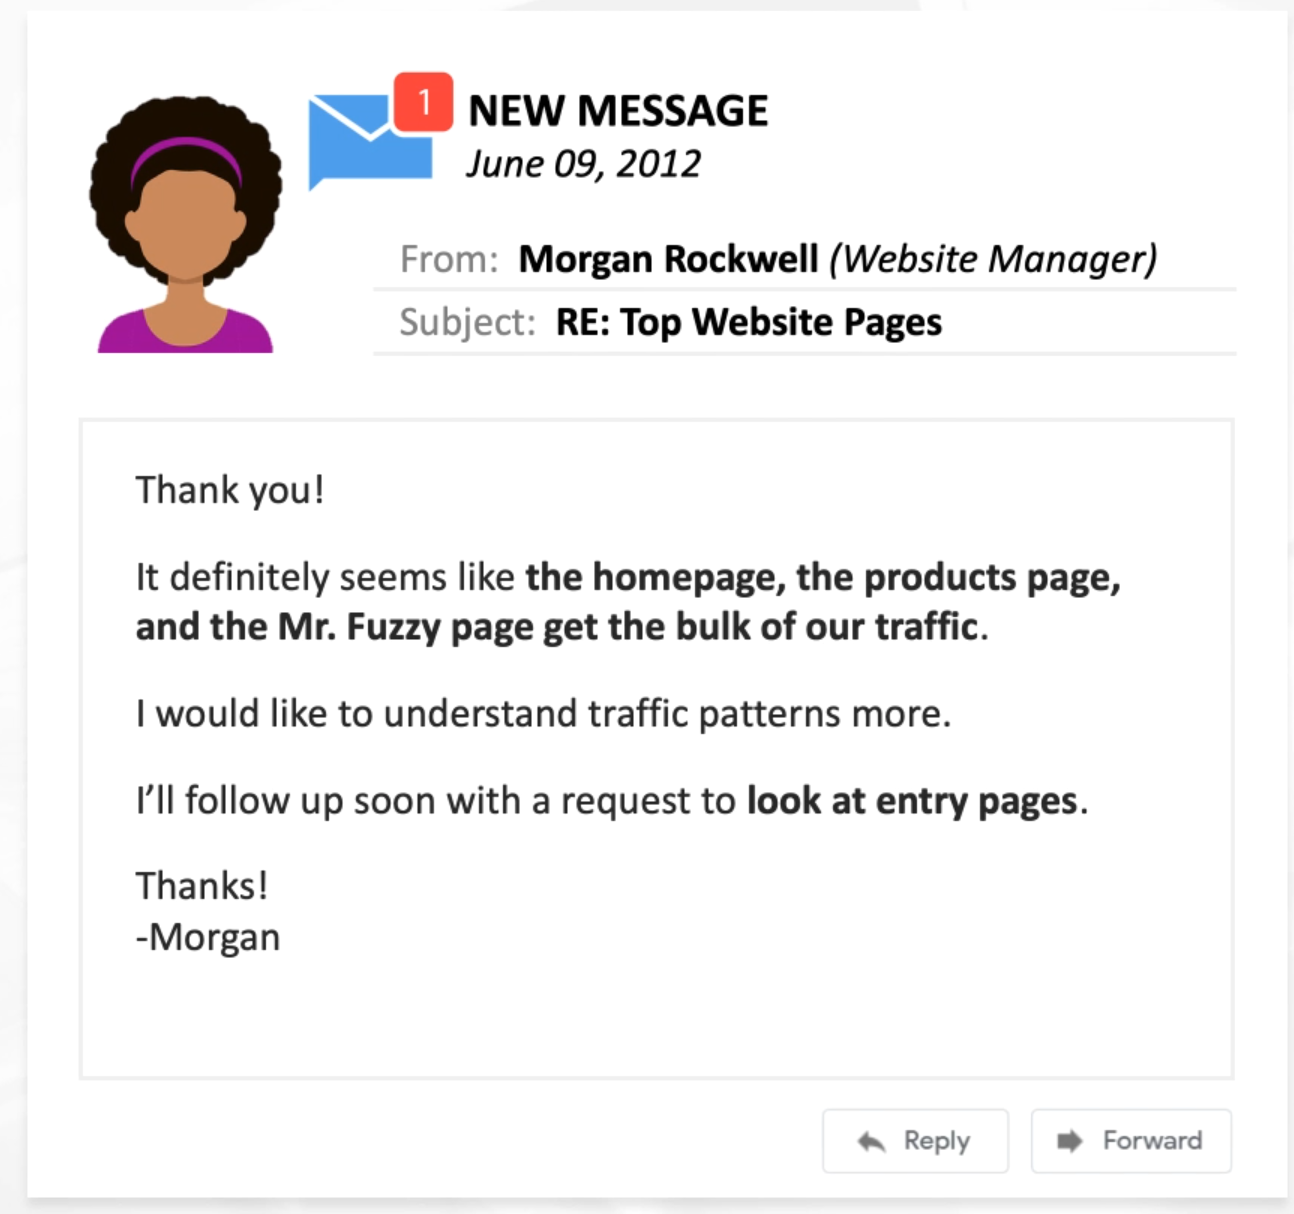 1
NEW MESSAGE
June 09, 2012
From: Morgan Rockwell (Website Manager)
Subject: RE: Top Website Pages
Thank you!
It definitely seems like the homepage, the products page,
and the Mr. Fuzzy page get the bulk of our traffic.
I would like to understand traffic patterns more.
I’ll follow up soon with a request to look at entry pages.
Thanks!
-Morgan
Reply Forward